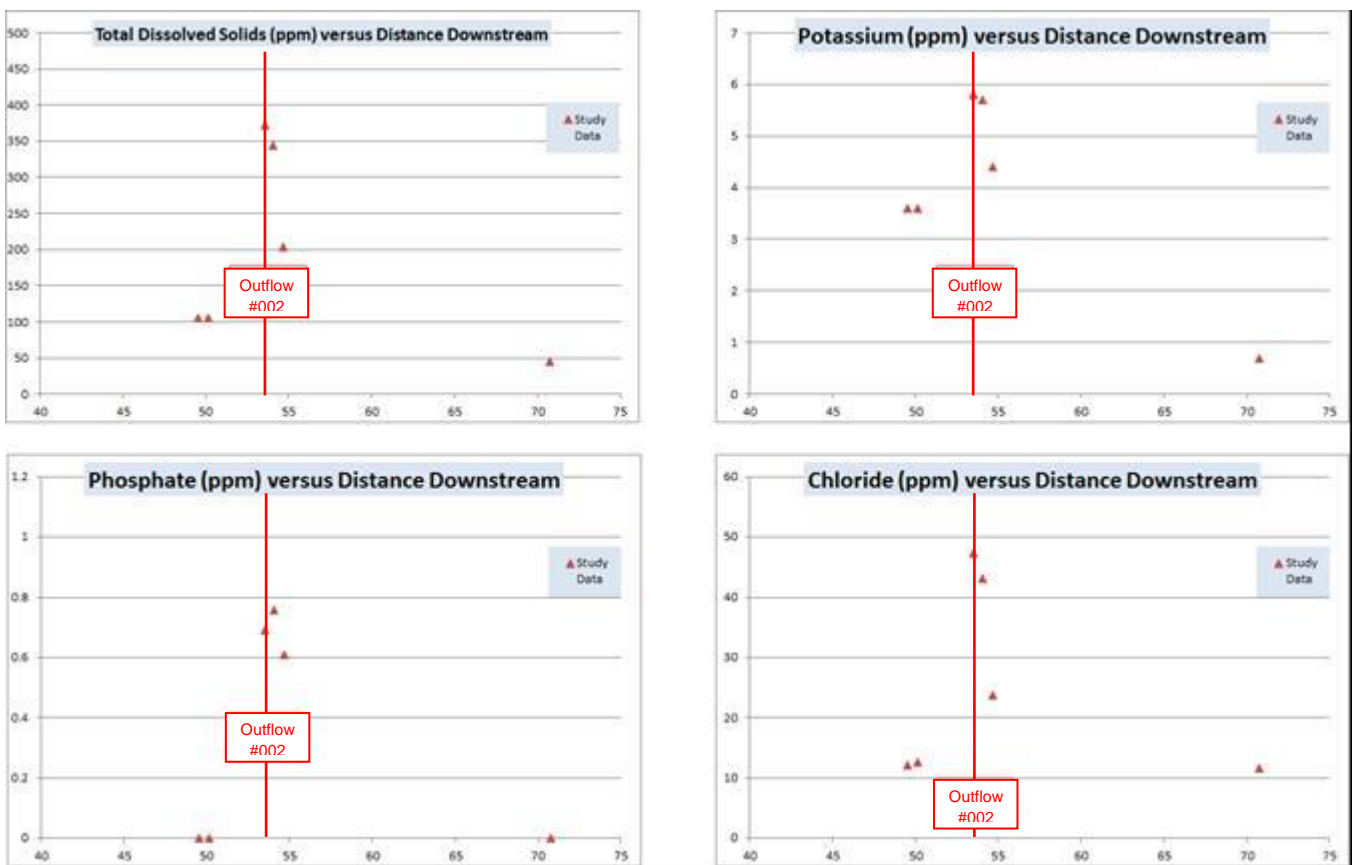 Total Dissolved Solids (ppm) versus Distance Downstream
500
450
400
350
300
250
200
150
100
50
0
40 45 50 55 60 65 70 75
Study
Data
Outflow
#002
Potassium (ppm) versus Distance Downstream
7
6
5
4
3
2
1
0
40 45 50 55 60 65 70 75
Study
Data
Outflow
#002
Phosphate (ppm) versus Distance Downstream
1.2
1
0.8
0.6
0.4
0.2
0
40 45 50 55 60 65 70 75
Study
Data
Outflow
#002
Chloride (ppm) versus Distance Downstream
60
50
40
30
20
10
0
40 45 50 55 60 65 70 75
Study
Data
Outflow
#002